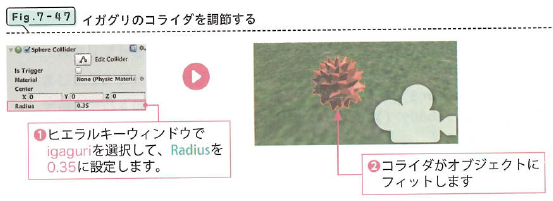 Fig.7-47 イガグリのコライダを調節する
Sphere Collider
Edit Collider
Is Trigger
Material None (Physic Materia
Center
X 0 Y 0 Z 0
Radius 0.35
❶ヒエラルキーウィンドウで
igaguriを選択して、Radiusを
0.35に設定します。
❷コライダがオブジェクトに
フィットします